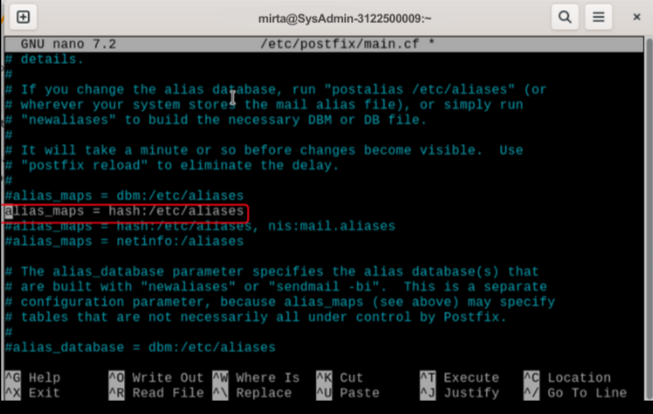 mirta@SysAdmin-3122500009:~
GNU nano 7.2 /etc/postfix/main.cf *
# details.
#
# If you change the alias database, run "postalias /etc/aliases" (or
# wherever your system stores the mail alias file), or simply run
# "newaliases" to build the necessary DBM or DB file.
#
# It will take a minute or so before changes become visible.  Use
# "postfix reload" to eliminate the delay.
#
#alias_maps = dbm:/etc/aliases
alias_maps = hash:/etc/aliases
#alias_maps = hash:/etc/aliases, nis:mail.aliases
#alias_maps = netinfo:/aliases
# The alias_database parameter specifies the alias database(s) that
# are built with "newaliases" or "sendmail -bi".  This is a separate
# configuration parameter, because alias_maps (see above) may specify
# tables that are not necessarily all under control by Postfix.
#
#alias_database = dbm:/etc/aliases
^G Help ^O Write Out ^W Where Is ^K Cut ^T Execute ^C Location
^X Exit ^R Read File ^\ Replace ^U Paste ^J Justify ^/ Go To Line